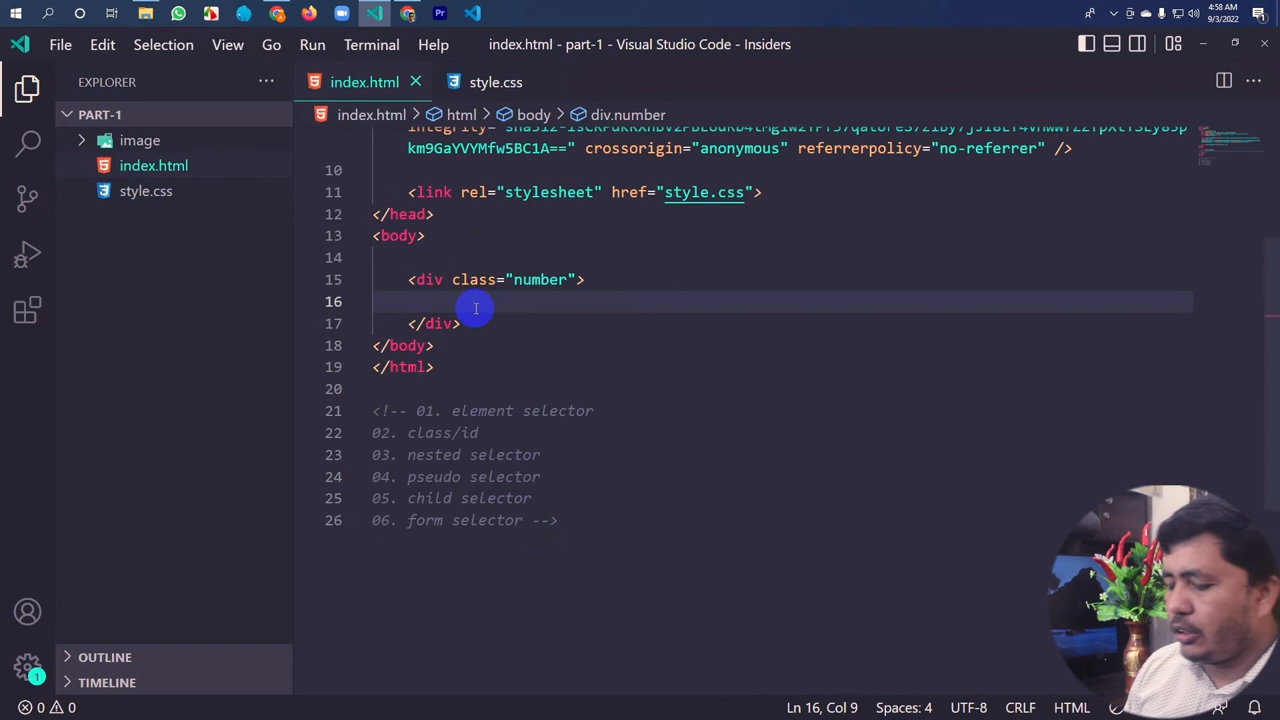 4:58 AM
9/3/2022
File Edit Selection View Go Run Terminal Help
index.html - part-1 - Visual Studio Code - Insiders
EXPLORER
index.html
style.css
PART-1
index.html > html > body > div.number
image
index.html
style.css
km9GaYVYMfw5BC1A==" crossorigin="anonymous" referrerpolicy="no-referrer" />
10
11 <link rel="stylesheet" href="style.css">
12 </head>
13 <body>
14
15 <div class="number">
16
17 </div>
18 </body>
19 </html>
20
21 <!-- 01. element selector
22 02. class/id
23 03. nested selector
24 04. pseudo selector
25 05. child selector
26 06. form selector -->
OUTLINE
TIMELINE
1
0 0
Ln 16, Col 9 Spaces: 4 UTF-8 CRLF HTML